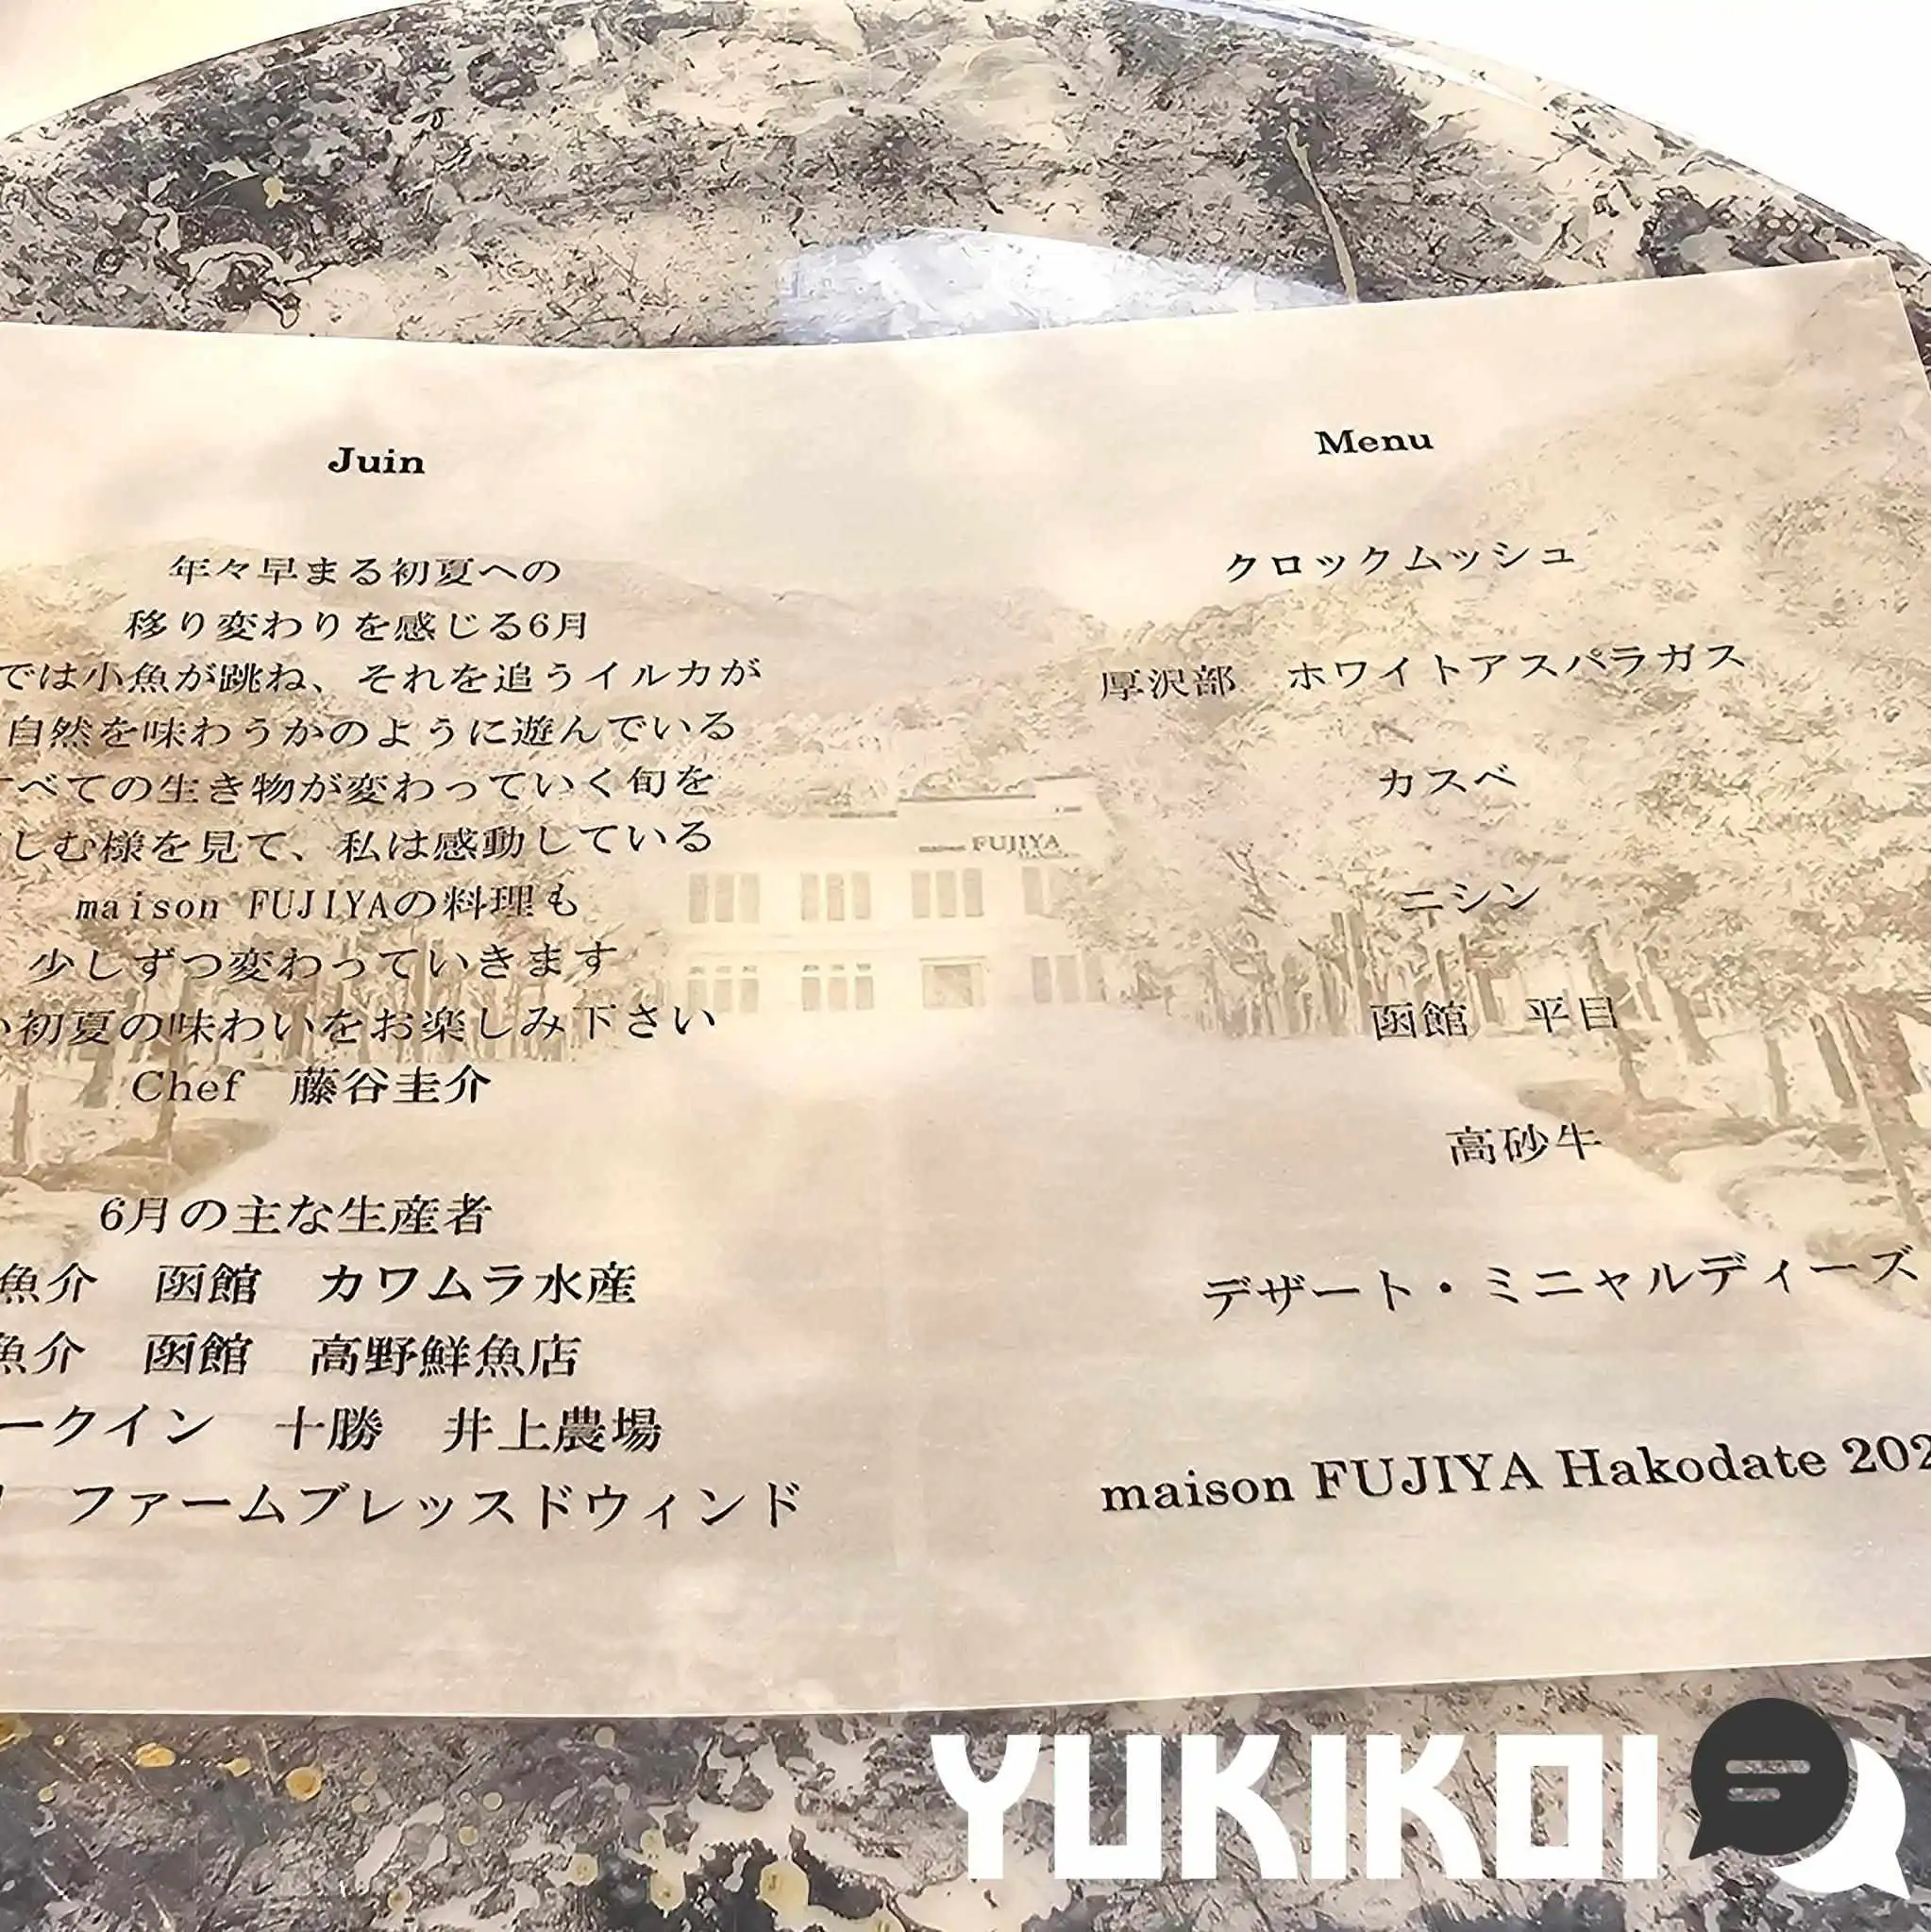 Juin
年々早まる初夏への
移り変わりを感じる6月
では小魚が跳ね、それを追うイルカが
自然を味わうかのように遊んでいる
べての生き物が変わっていく旬を
しむ様を見て、私は感動している
maison FUJIYAの料理も
少しずつ変わっていきます
初夏の味わいをお楽しみ下さい
Chef 藤谷圭介
6月の主な生産者
魚介 函館 カワムラ水産
魚介 函館 高野鮮魚店
ークイン 十勝 井上農場
ファームブレッスドウィンド
Menu
クロックムッシュ
厚沢部 ホワイトアスパラガス
カスベ
ニシン
函館 平目
高砂牛
デザート・ミニャルディーズ
maison FUJIYA Hakodate 202
FUJIYA
YUKIKOI